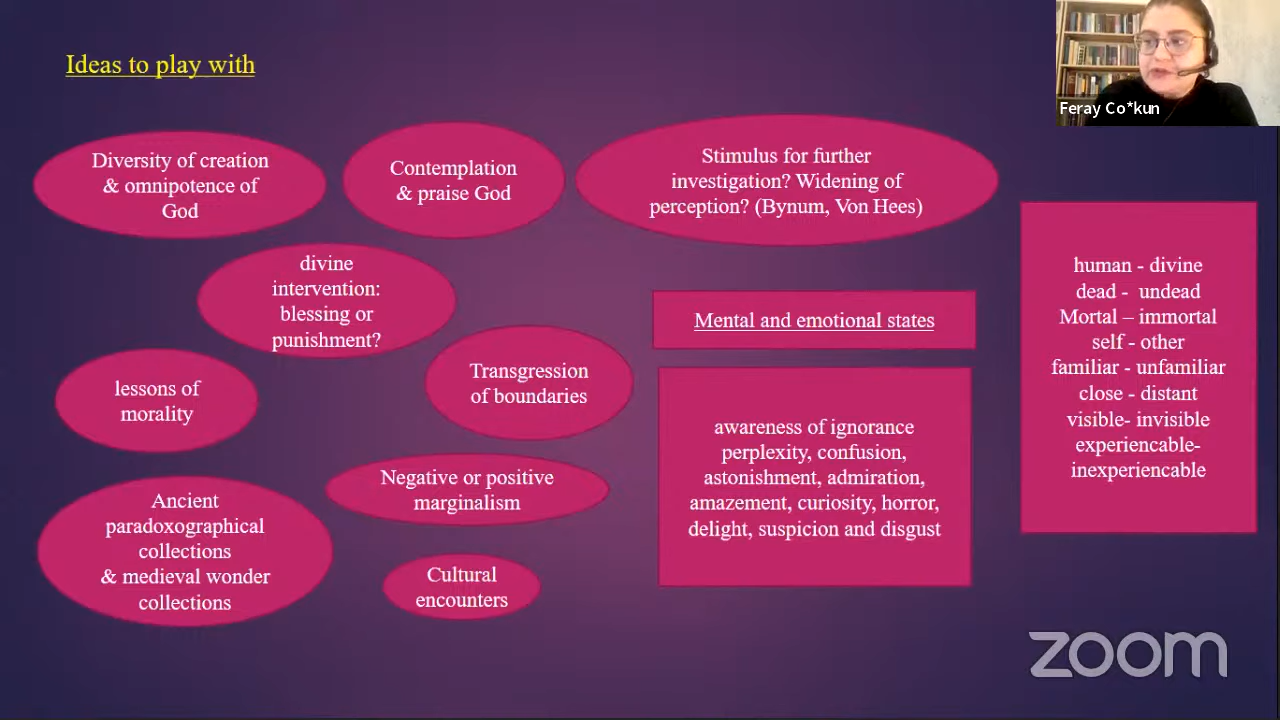 Ideas to play with
Feray Co*kun
Diversity of creation
& omnipotence of
God
Contemplation
& praise God
Stimulus for further
investigation? Widening of
perception? (Bynum, Von Hees)
divine
intervention:
blessing or
punishment?
lessons of
morality
Transgression
of boundaries
Negative or positive
marginalism
Ancient
paradoxographical
collections
& medieval wonder
collections
Cultural
encounters
Mental and emotional states
awareness of ignorance
perplexity, confusion,
astonishment, admiration,
amazement, curiosity, horror,
delight, suspicion and disgust
human - divine
dead - undead
Mortal – immortal
self - other
familiar - unfamiliar
close - distant
visible- invisible
experiencable-
inexperiencable
zoom